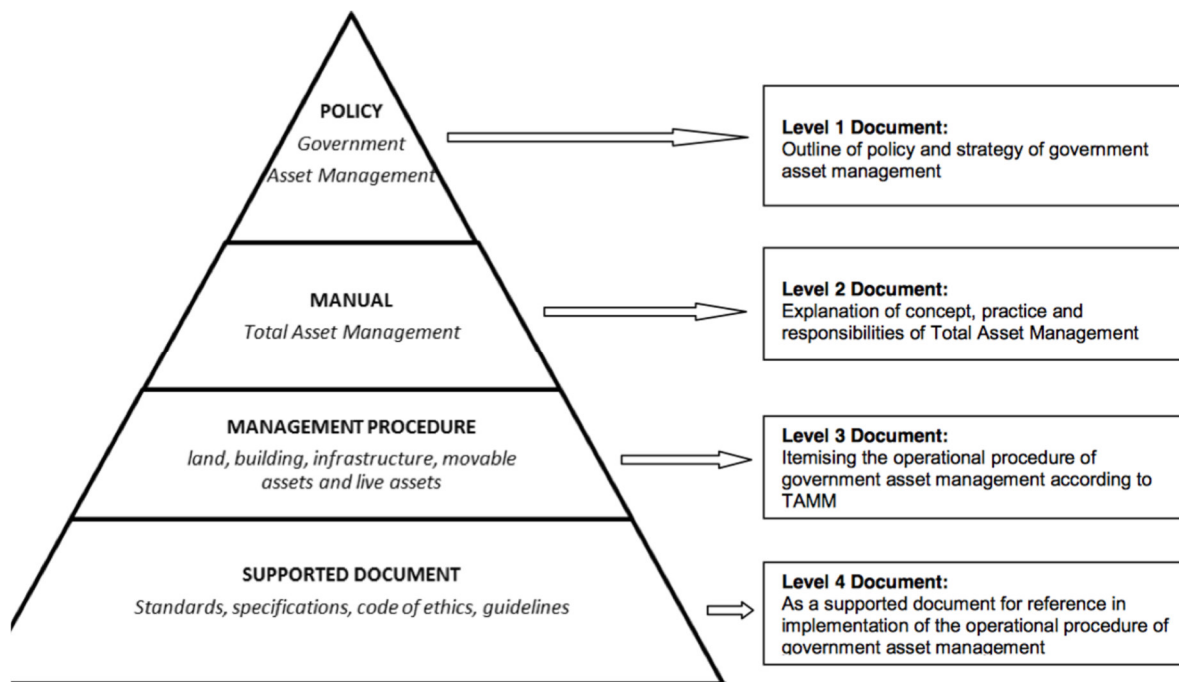 POLICY
Government
Asset Management
Level 1 Document:
Outline of policy and strategy of government
asset management
MANUAL
Total Asset Management
Level 2 Document:
Explanation of concept, practice and
responsibilities of Total Asset Management
MANAGEMENT PROCEDURE
land, building, infrastructure, movable
assets and live assets
Level 3 Document:
Itemising the operational procedure of
government asset management according to
TAMM
SUPPORTED DOCUMENT
Standards, specifications, code of ethics, guidelines
Level 4 Document:
As a supported document for reference in
implementation of the operational procedure of
government asset management